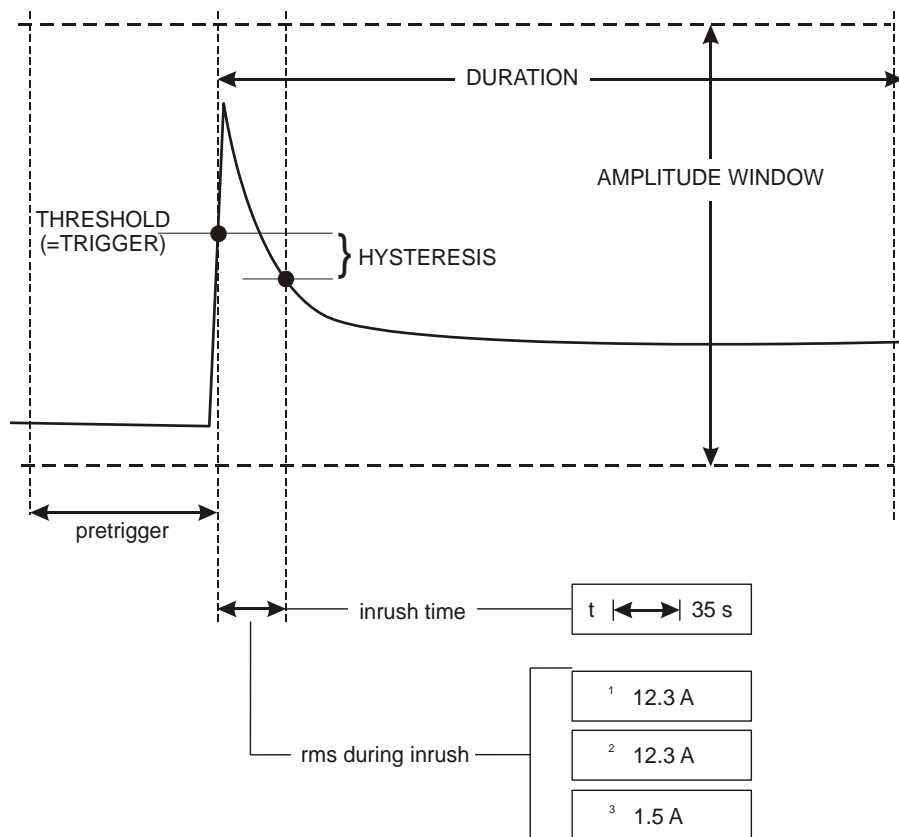 DURATION
AMPLITUDE WINDOW
THRESHOLD
(=TRIGGER)
HYSTERESIS
pretrigger
inrush time
t 35 s
1 12.3 A
rms during inrush
2 12.3 A
3 1.5 A